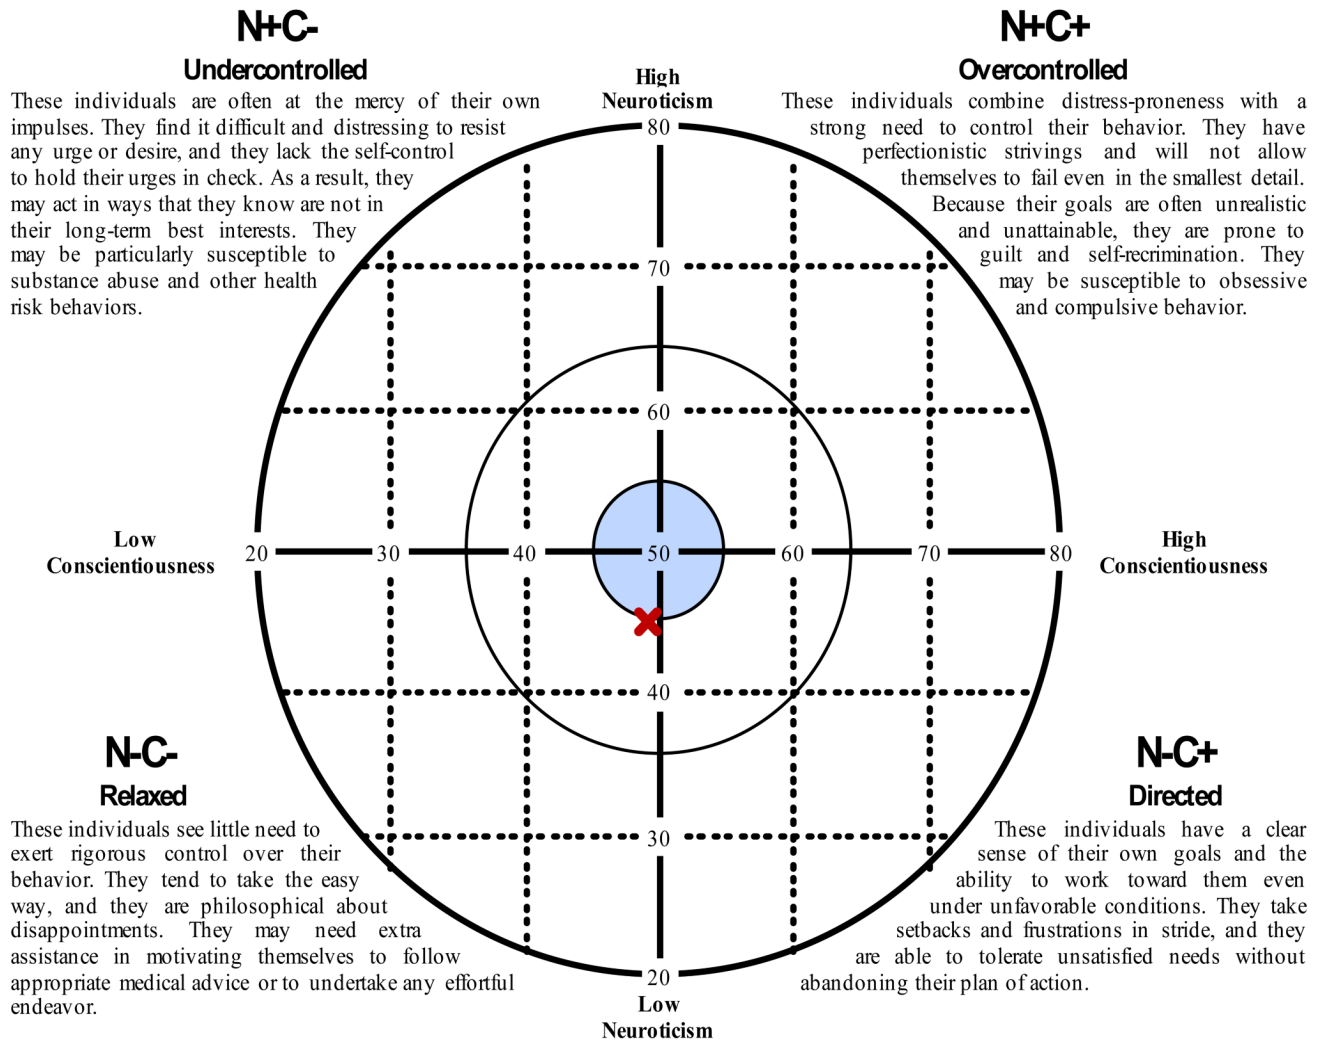 N+C-
Undercontrolled
These individuals are often at the mercy of their own
impulses. They find it difficult and distressing to resist
any urge or desire, and they lack the self-control
to hold their urges in check. As a result, they
may act in ways that they know are not in
their long-term best interests. They
may be particularly susceptible to
substance abuse and other health
risk behaviors.
N+C+
Overcontrolled
These individuals combine distress-proneness with a
strong need to control their behavior. They have
perfectionistic strivings and will not allow
themselves to fail even in the smallest detail.
Because their goals are often unrealistic
and unattainable, they are prone to
guilt and self-recrimination. They
may be susceptible to obsessive
and compulsive behavior.
High
Neuroticism
80
70
60
Low
Conscientiousness
20 30 40 50 60 70 80
High
Conscientiousness
40
30
20
Low
Neuroticism
N-C-
Relaxed
These individuals see little need to
exert rigorous control over their
behavior. They tend to take the easy
way, and they are philosophical about
disappointments. They may need extra
assistance in motivating themselves to follow
appropriate medical advice or to undertake any effortful
endeavor.
N-C+
Directed
These individuals have a clear
sense of their own goals and the
ability to work toward them even
under unfavorable conditions. They take
setbacks and frustrations in stride, and they
are able to tolerate unsatisfied needs without
abandoning their plan of action.